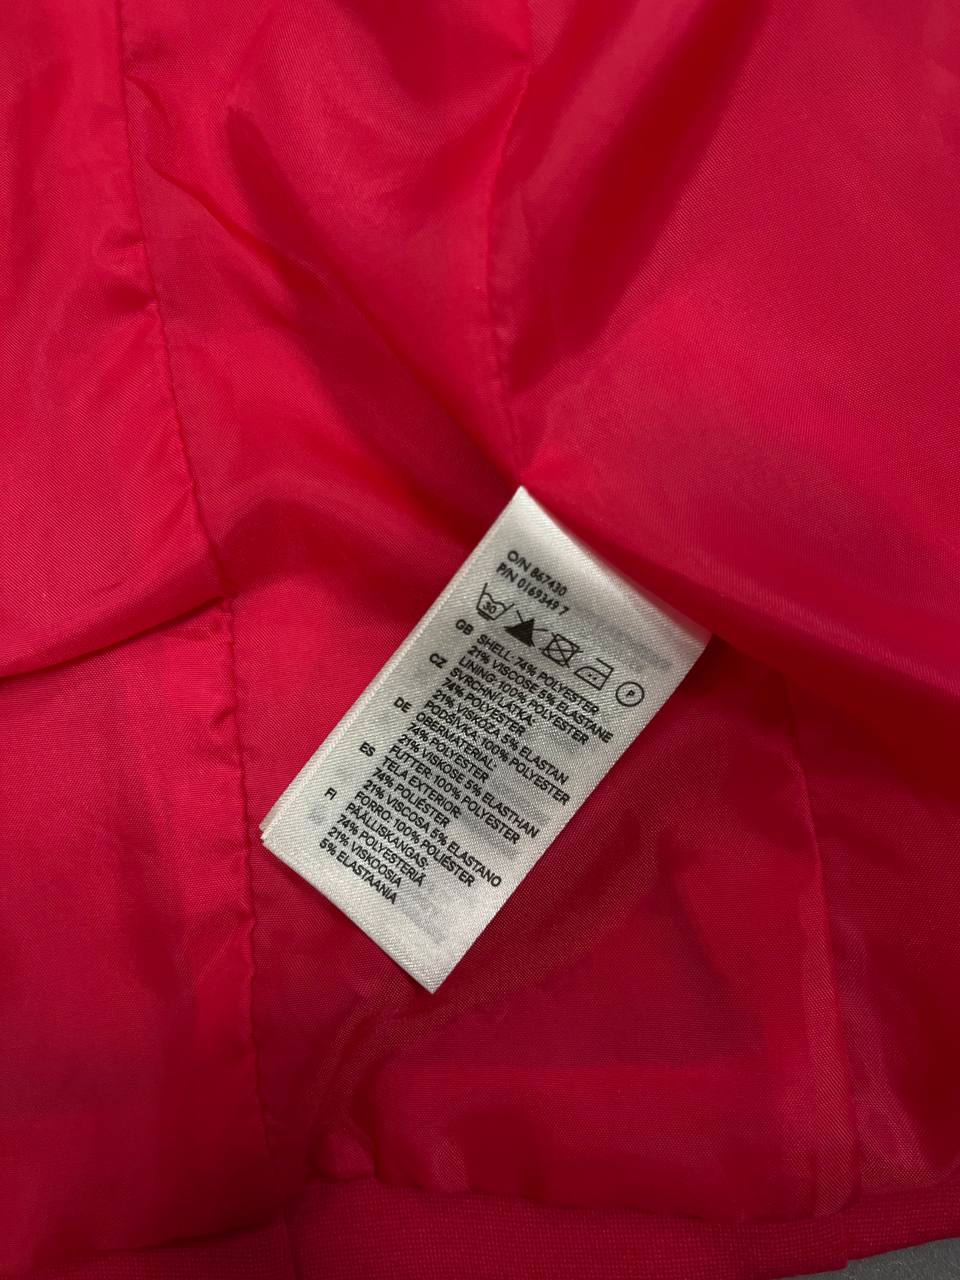 O/N 867430
P/N 0169349 7
30
P
GB SHELL: 74% POLYESTER
21% VISCOSE 5% ELASTANE
LINING: 100% POLYESTER
CZ SVRCHNÍ LÁTKA:
74% POLYESTER
21% VISKÓZA 5% ELASTAN
PODŠÍVKA: 100% POLYESTER
DE OBERMATERIAL:
74% POLYESTER
21% VISKOSE 5% ELASTHAN
FUTTER: 100% POLYESTER
ES TELA EXTERIOR:
74% POLIÉSTER
21% VISCOSA 5% ELASTANO
FORRO: 100% POLIÉSTER
FI PÄÄLLISKANGAS:
74% POLYESTERIÄ
21% VISKOOSIA
5% ELASTAANIA